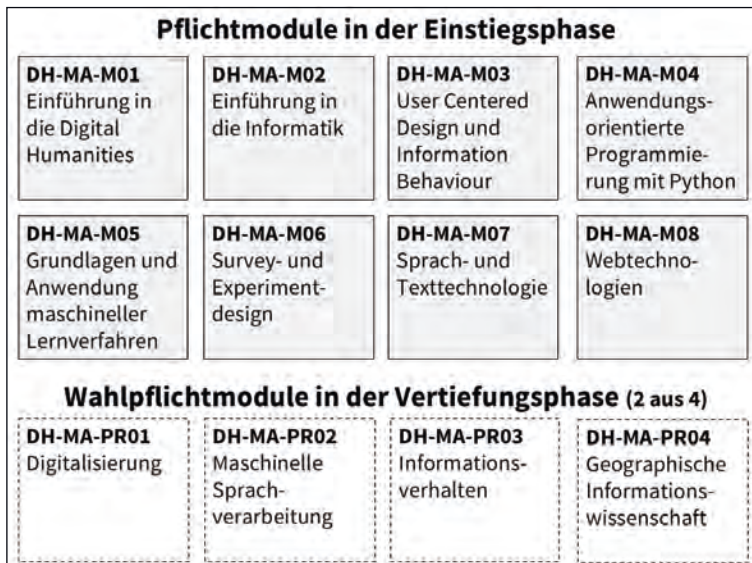 Pflichtmodule in der Einstiegsphase
DH-MA-M01
Einführung in
die Digital
Humanities
DH-MA-M02
Einführung in
die Informatik
DH-MA-M03
User Centered
Design und
Information
Behaviour
DH-MA-M04
Anwendungs-
orientierte
Programmie-
rung mit Python
DH-MA-M05
Grundlagen und
Anwendung
maschineller
Lernverfahren
DH-MA-M06
Survey- und
Experiment-
design
DH-MA-M07
Sprach- und
Texttechnologie
DH-MA-M08
Webtechno-
logien
Wahlpflichtmodule in der Vertiefungsphase (2 aus 4)
DH-MA-PR01
Digitalisierung
DH-MA-PR02
Maschinelle
Sprach-
verarbeitung
DH-MA-PR03
Informations-
verhalten
DH-MA-PR04
Geographische
Informations-
wissenschaft